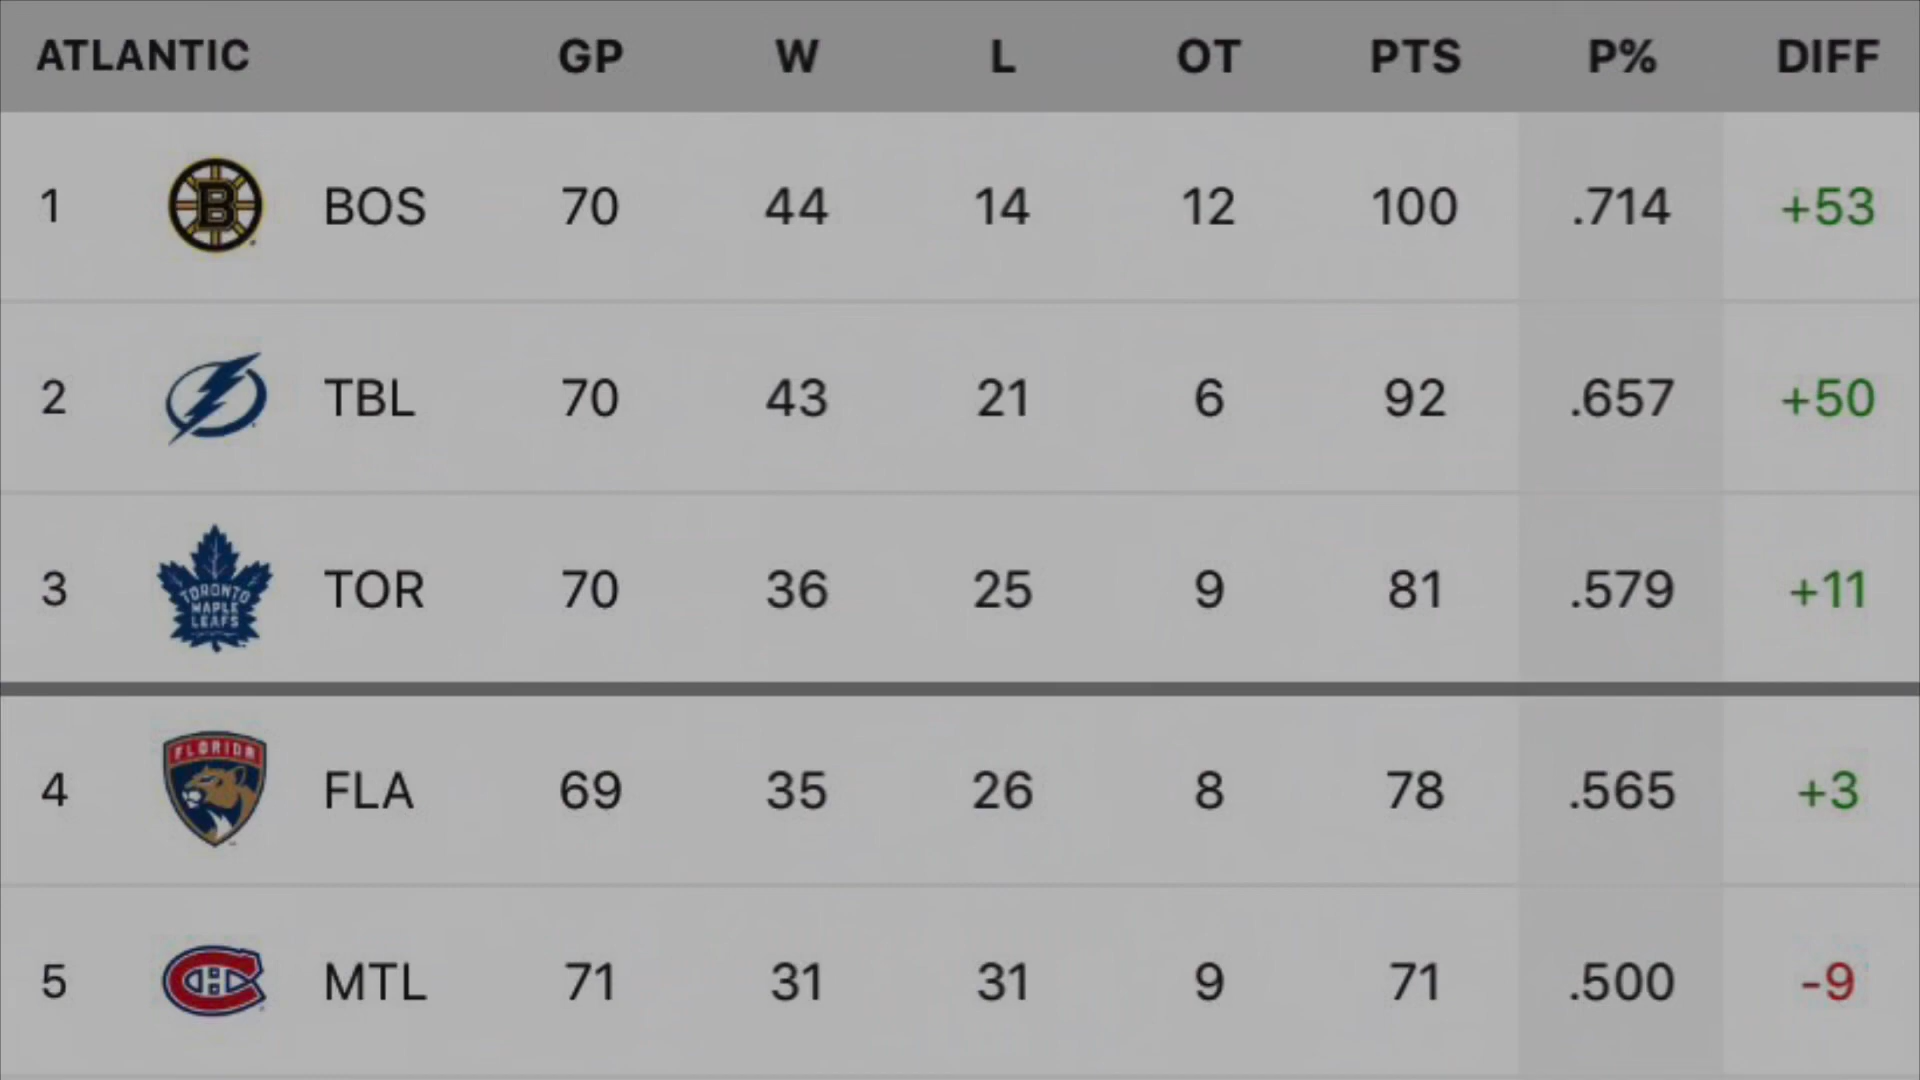 ATLANTIC GP W L OT PTS P% DIFF
1 B BOS 70 44 14 12 100 .714 +53
2 TBL 70 43 21 6 92 .657 +50
3 TORONTO MAPLE LEAFS TOR 70 36 25 9 81 .579 +11
4 FLORIDA FLA 69 35 26 8 78 .565 +3
5 CH MTL 71 31 31 9 71 .500 -9